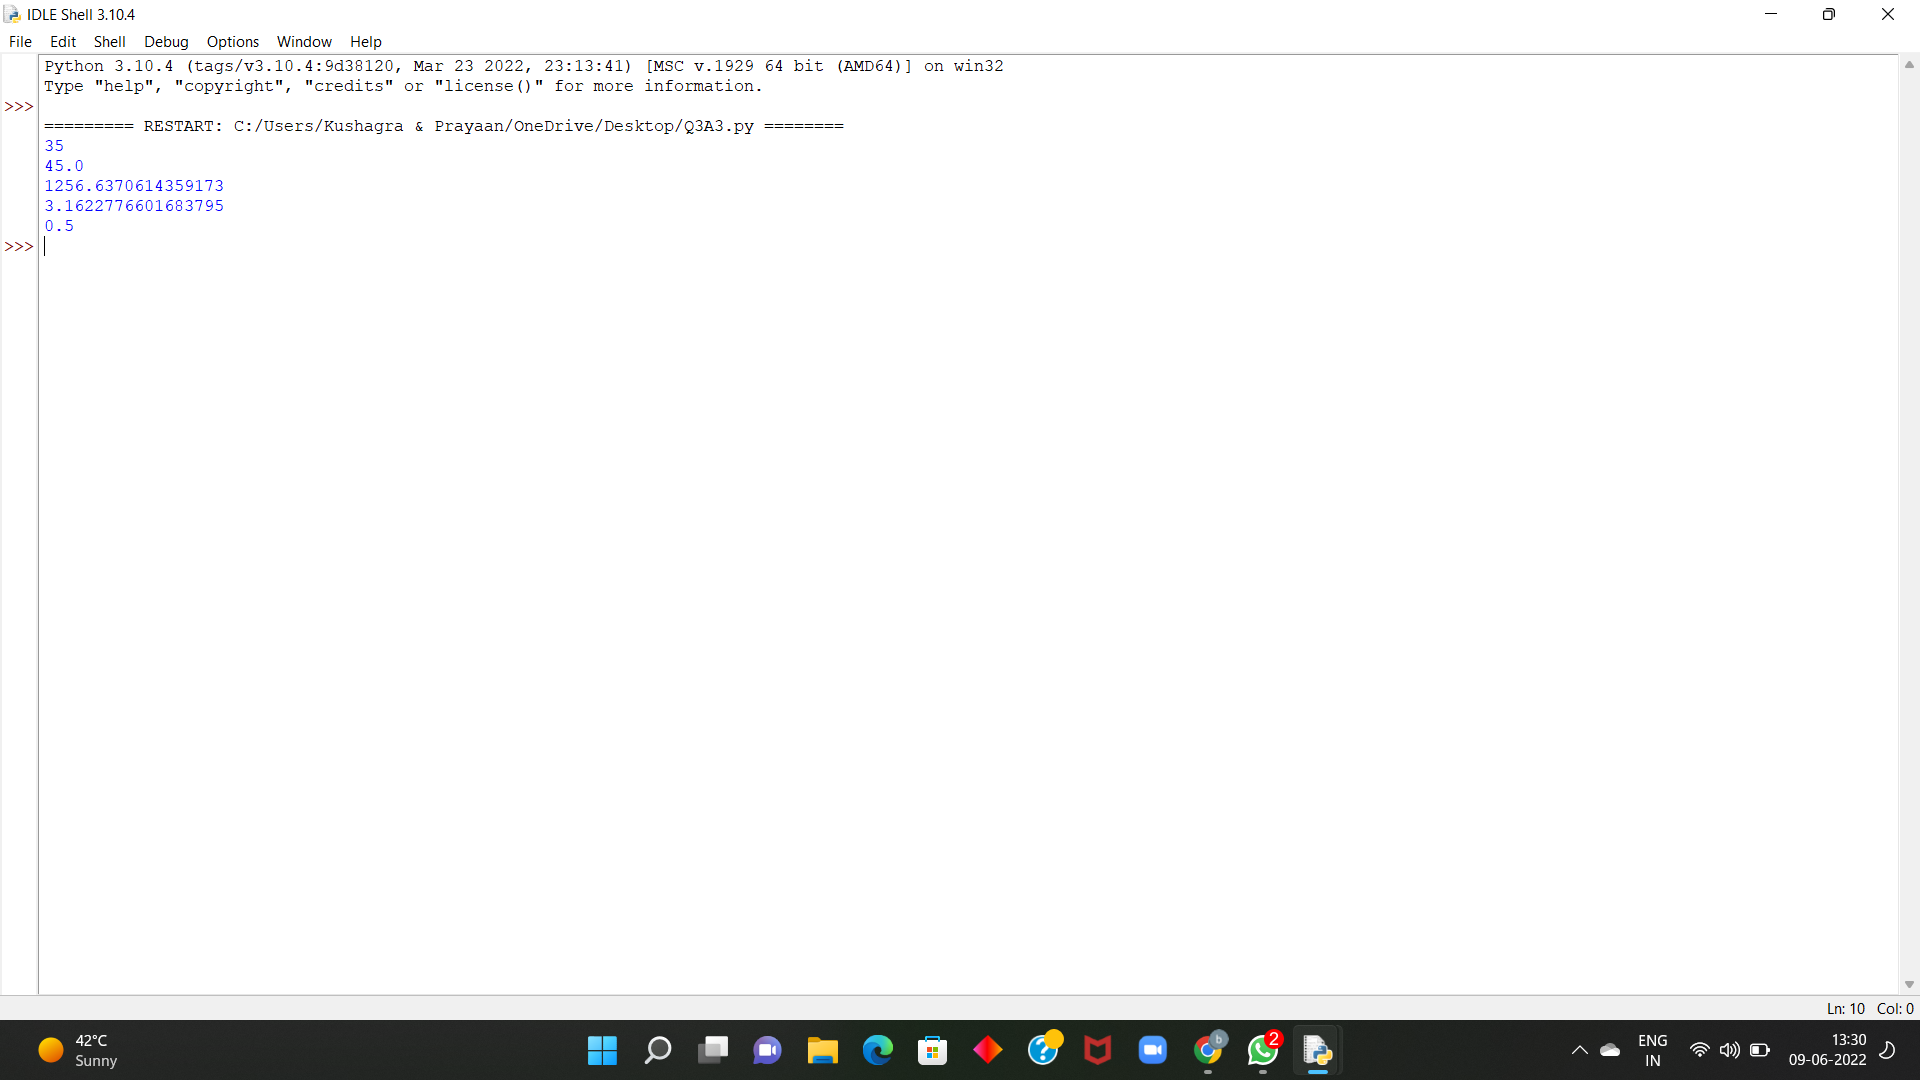 IDLE Shell 3.10.4
File Edit Shell Debug Options Window Help
Python 3.10.4 (tags/v3.10.4:9d38120, Mar 23 2022, 23:13:41) [MSC v.1929 64 bit (AMD64)] on win32
Type "help", "copyright", "credits" or "license()" for more information.
>>>
========= RESTART: C:/Users/Kushagra & Prayaan/OneDrive/Desktop/Q3A3.py ========
35
45.0
1256.6370614359173
3.1622776601683795
0.5
>>>
Ln: 10 Col: 0
42°C
Sunny
b
2
ENG
IN
13:30
09-06-2022